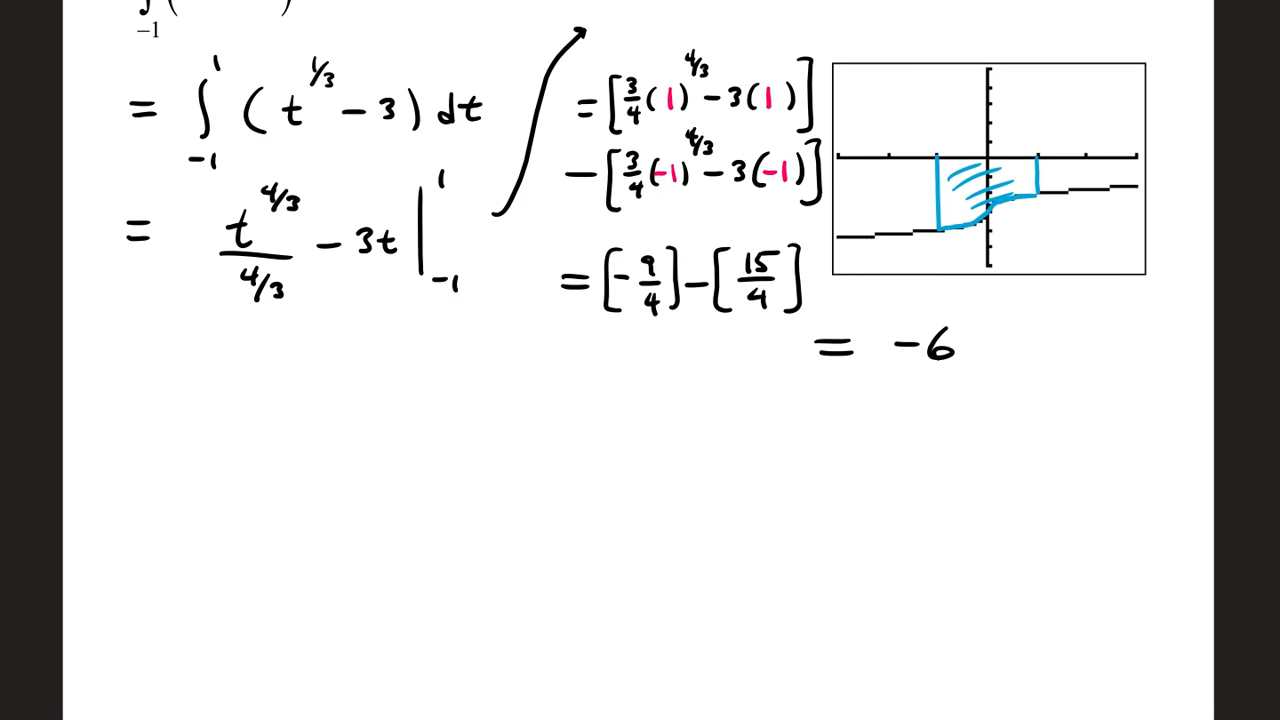 ∫ (
−1
= ∫₋₁¹ ( t^{1/3} − 3 ) dt
= t^{4/3} / (4/3) − 3t |₋₁¹
= [ 3/4 (1)^{4/3} − 3(1) ]
− [ 3/4 (−1)^{4/3} − 3(−1) ]
= [ − 9/4 ] − [ 15/4 ]
= −6